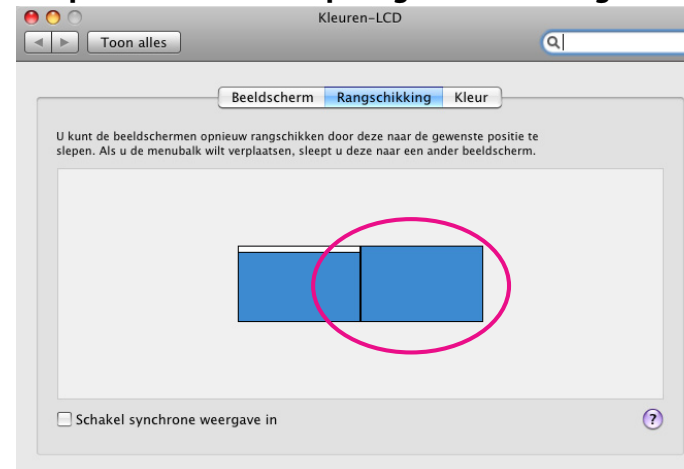 Kleuren-LCD
Toon alles
Beeldscherm Rangschikking Kleur
U kunt de beeldschermen opnieuw rangschikken door deze naar de gewenste positie te
slepen. Als u de menubalk wilt verplaatsen, sleept u deze naar een ander beeldscherm.
Schakel synchrone weergave in
?